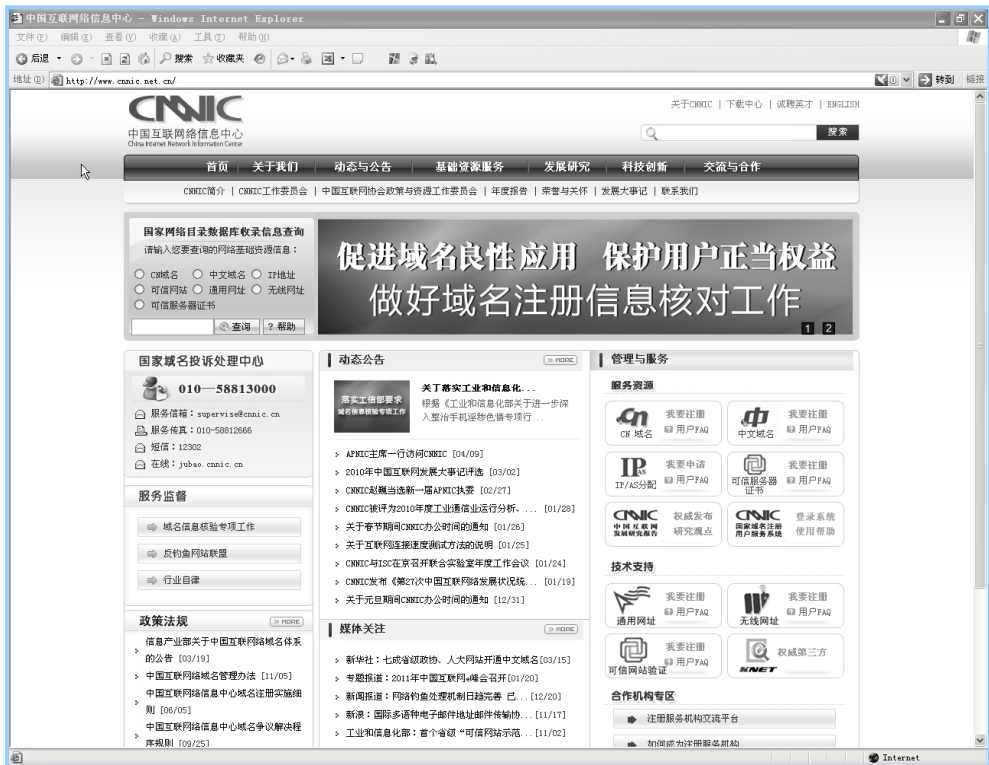 中国互联网络信息中心 - Windows Internet Explorer
文件(F) 编辑(E) 查看(V) 收藏(A) 工具(T) 帮助(H)
后退 搜索 收藏夹
地址(D) http://www.cnnic.net.cn/ 转到 链接
CNNIC
中国互联网络信息中心
China Internet Network Information Center
关于CNNIC | 下载中心 | 诚聘英才 | ENGLISH
搜索
首页 关于我们 动态与公告 基础资源服务 发展研究 科技创新 交流与合作
CNNIC简介 | CNNIC工作委员会 | 中国互联网协会政策与资源工作委员会 | 年度报告 | 荣誉与关怀 | 发展大事记 | 联系我们
国家网络目录数据库收录信息查询
请输入您要查询的网络基础资源信息：
CN域名 中文域名 IP地址
可信网站 通用网址 无线网址
可信服务器证书
查询 ? 帮助
促进域名良性应用 保护用户正当权益
做好域名注册信息核对工作
1 2
国家域名投诉处理中心
010—58813000
服务信箱：supervise@cnnic.cn
服务传真：010-58812666
短信：12302
在线：jubao.cnnic.cn
服务监督
域名信息核验专项工作
反钓鱼网站联盟
行业自律
政策法规 >> MORE
信息产业部关于中国互联网络域名体系
的公告 [03/19]
中国互联网络域名管理办法 [11/05]
中国互联网络信息中心域名注册实施细
则 [06/05]
中国互联网络信息中心域名争议解决程
序规则 [09/25]
动态公告 >> MORE
落实工信部要求
域名信息核验专项工作
关于落实工业和信息化...
根据《工业和信息化部关于进一步深
入整治手机淫秽色情专项行...
APNIC主席一行访问CNNIC [04/09]
2010年中国互联网发展大事记评选 [03/02]
CNNIC赵巍当选新一届APNIC执委 [02/27]
CNNIC被评为2010年度工业通信业运行分析、... [01/28]
关于春节期间CNNIC办公时间的通知 [01/26]
关于互联网连接速度测试方法的说明 [01/25]
CNNIC与ISC在京召开联合实验室年度工作会议 [01/24]
CNNIC发布《第27次中国互联网络发展状况统... [01/19]
关于元旦期间CNNIC办公时间的通知 [12/31]
媒体关注 >> MORE
新华社：七成省级政协、人大网站开通中文域名[03/15]
专题报道：2011年中国互联网e峰会召开[01/20]
新闻报道：网络钓鱼处理机制日趋完善 已...[12/20]
新浪：国际多语种电子邮件地址邮件传输协...[11/17]
工业和信息化部：首个省级“可信网站示范...[11/02]
管理与服务
服务资源
CN 域名 我要注册 用户FAQ
中文域名 我要注册 用户FAQ
IP/AS分配 我要申请 用户FAQ
可信服务器证书 我要注册 用户FAQ
CNNIC 中国互联网发展研究报告 权威发布 研究观点
CNNIC 国家域名注册用户服务系统 登录系统 使用帮助
技术支持
通用网址 我要注册 用户FAQ
无线网址 我要注册 用户FAQ
可信网站验证 我要注册 用户FAQ
KNET 权威第三方
合作机构专区
注册服务机构交流平台
如何成为注册服务机构
Internet